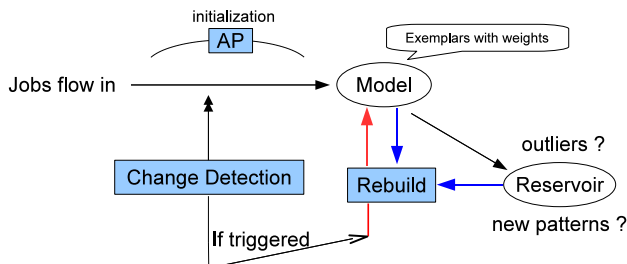 initialization
AP
Exemplars with weights
Jobs flow in
Model
outliers ?
Change Detection
Rebuild
Reservoir
new patterns ?
If triggered